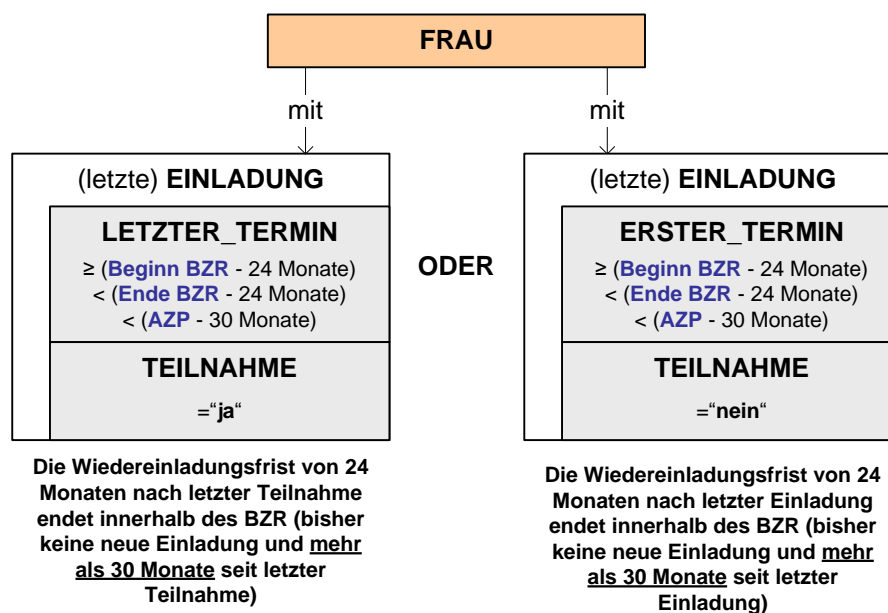 FRAU
mit
mit
(letzte) EINLADUNG
LETZTER_TERMIN
≥ (Beginn BZR - 24 Monate)
< (Ende BZR - 24 Monate)
< (AZP - 30 Monate)
TEILNAHME
=“ja“
Die Wiedereinladungsfrist von 24
Monaten nach letzter Teilnahme
endet innerhalb des BZR (bisher
keine neue Einladung und mehr
als 30 Monate seit letzter
Teilnahme)
ODER
(letzte) EINLADUNG
ERSTER_TERMIN
≥ (Beginn BZR - 24 Monate)
< (Ende BZR - 24 Monate)
< (AZP - 30 Monate)
TEILNAHME
=“nein“
Die Wiedereinladungsfrist von 24
Monaten nach letzter Einladung
endet innerhalb des BZR (bisher
keine neue Einladung und mehr
als 30 Monate seit letzter
Einladung)